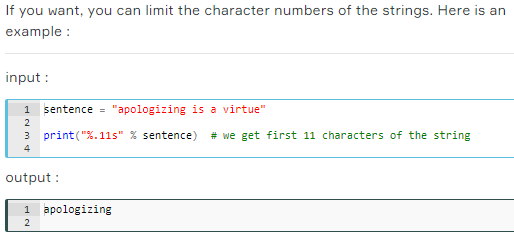 If you want, you can limit the character numbers of the strings. Here is an
example :
input :
1 sentence = "apologizing is a virtue"
2
3 print("%.11s" % sentence)  # we get first 11 characters of the string
4
output :
1 apologizing
2